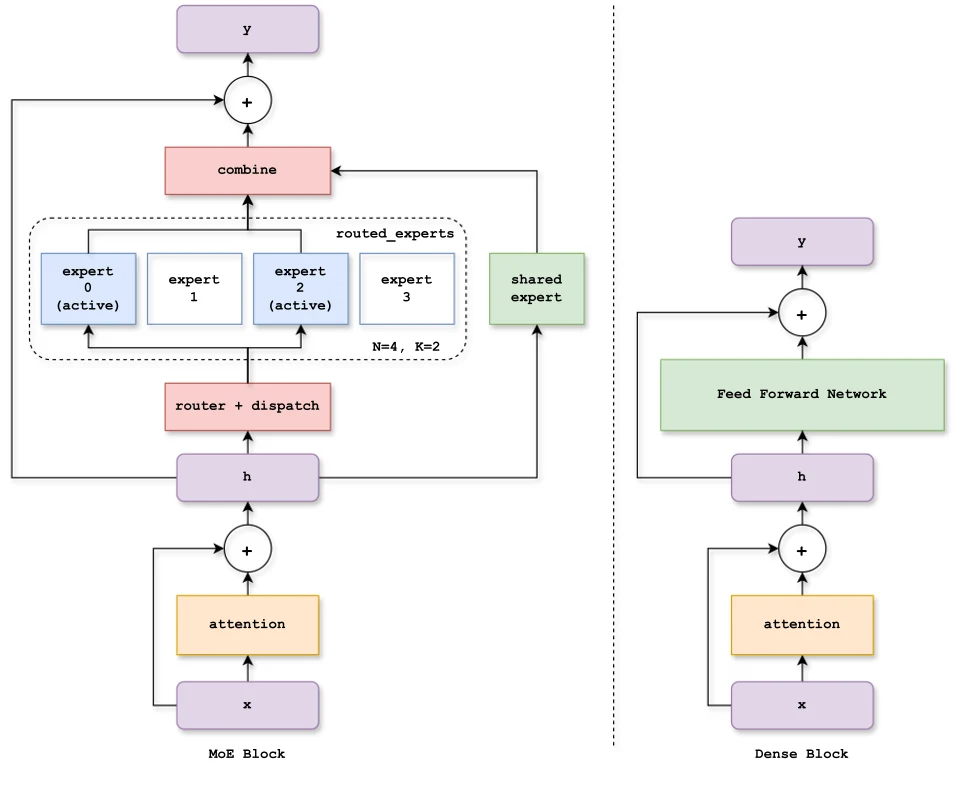 y
+
combine
routed_experts
expert
0
(active)
expert
1
expert
2
(active)
expert
3
shared
expert
N=4, K=2
router + dispatch
h
+
attention
x
MoE Block
y
+
Feed Forward Network
h
+
attention
x
Dense Block